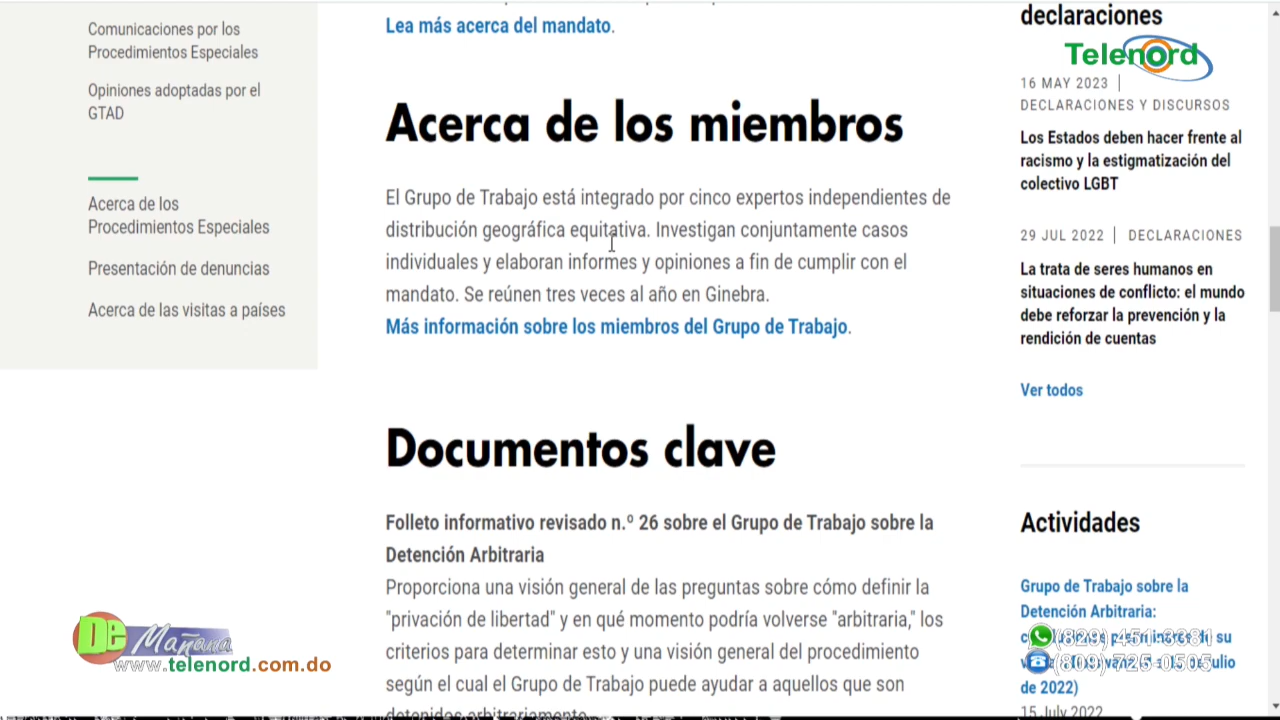 Comunicaciones por los
Procedimientos Especiales
Opiniones adoptadas por el
GTAD
Acerca de los
Procedimientos Especiales
Presentación de denuncias
Acerca de las visitas a países
Lea más acerca del mandato.
Acerca de los miembros
El Grupo de Trabajo está integrado por cinco expertos independientes de
distribución geográfica equitativa. Investigan conjuntamente casos
individuales y elaboran informes y opiniones a fin de cumplir con el
mandato. Se reúnen tres veces al año en Ginebra.
Más información sobre los miembros del Grupo de Trabajo.
Documentos clave
Folleto informativo revisado n.º 26 sobre el Grupo de Trabajo sobre la
Detención Arbitraria
Proporciona una visión general de las preguntas sobre cómo definir la
"privación de libertad" y en qué momento podría volverse "arbitraria," los
criterios para determinar esto y una visión general del procedimiento
según el cual el Grupo de Trabajo puede ayudar a aquellos que son
detenidos arbitrariamente.
declaraciones
Telenord
16 MAY 2023 |
DECLARACIONES Y DISCURSOS
Los Estados deben hacer frente al
racismo y la estigmatización del
colectivo LGBT
29 JUL 2022 | DECLARACIONES
La trata de seres humanos en
situaciones de conflicto: el mundo
debe reforzar la prevención y la
rendición de cuentas
Ver todos
Actividades
Grupo de Trabajo sobre la
Detención Arbitraria:
su
julio
de 2022)
15 July 2022
De Mañana
www.telenord.com.do
(809) 725-0505